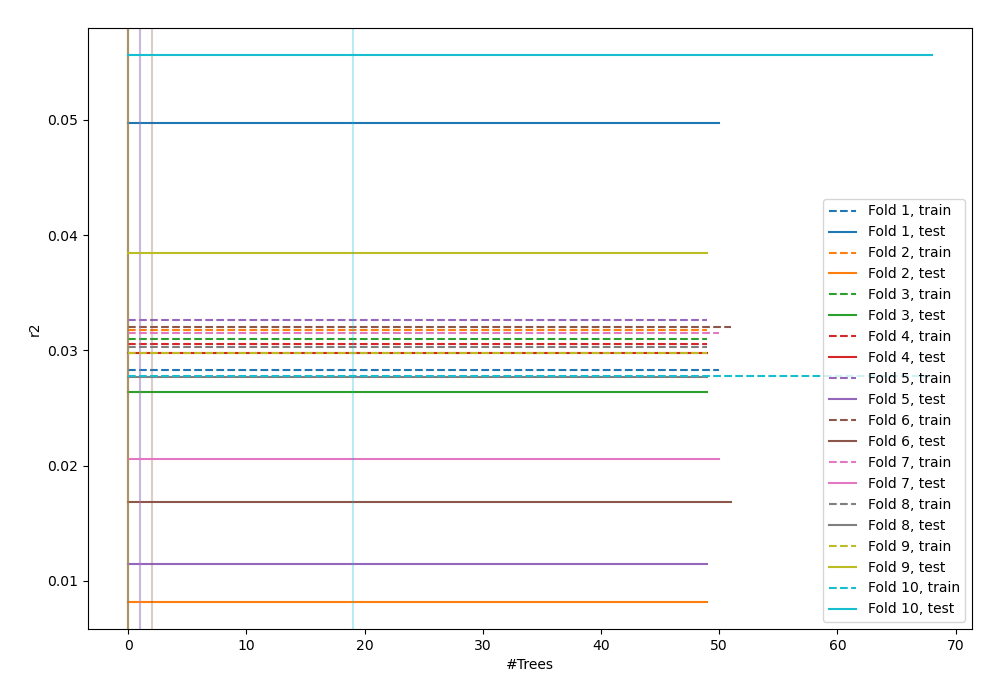 0.05
0.04
0.03
0.02
0.01
r2
0
10
20
30
40
50
60
70
#Trees
Fold 1, train
Fold 1, test
Fold 2, train
Fold 2, test
Fold 3, train
Fold 3, test
Fold 4, train
Fold 4, test
Fold 5, train
Fold 5, test
Fold 6, train
Fold 6, test
Fold 7, train
Fold 7, test
Fold 8, train
Fold 8, test
Fold 9, train
Fold 9, test
Fold 10, train
Fold 10, test